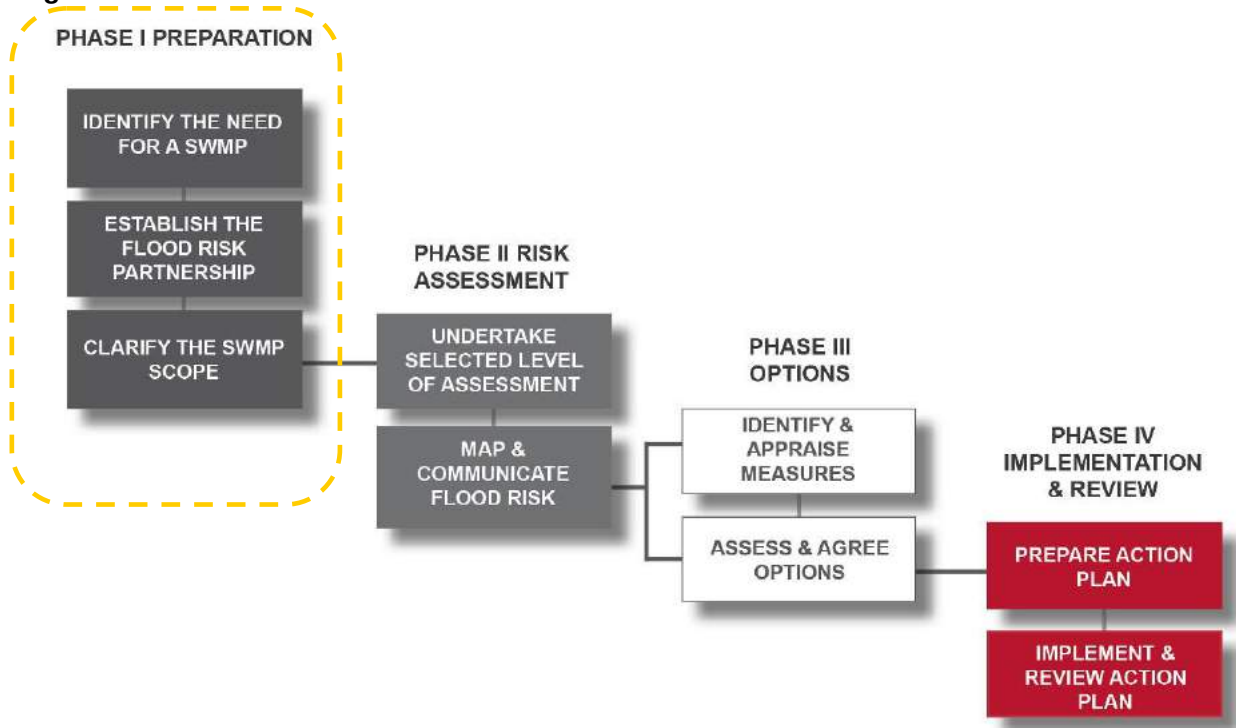 PHASE I PREPARATION
IDENTIFY THE NEED
FOR A SWMP
ESTABLISH THE
FLOOD RISK
PARTNERSHIP
CLARIFY THE SWMP
SCOPE
PHASE II RISK
ASSESSMENT
UNDERTAKE
SELECTED LEVEL
OF ASSESSMENT
MAP &
COMMUNICATE
FLOOD RISK
PHASE III
OPTIONS
IDENTIFY &
APPRAISE
MEASURES
ASSESS & AGREE
OPTIONS
PHASE IV
IMPLEMENTATION
& REVIEW
PREPARE ACTION
PLAN
IMPLEMENT &
REVIEW ACTION
PLAN